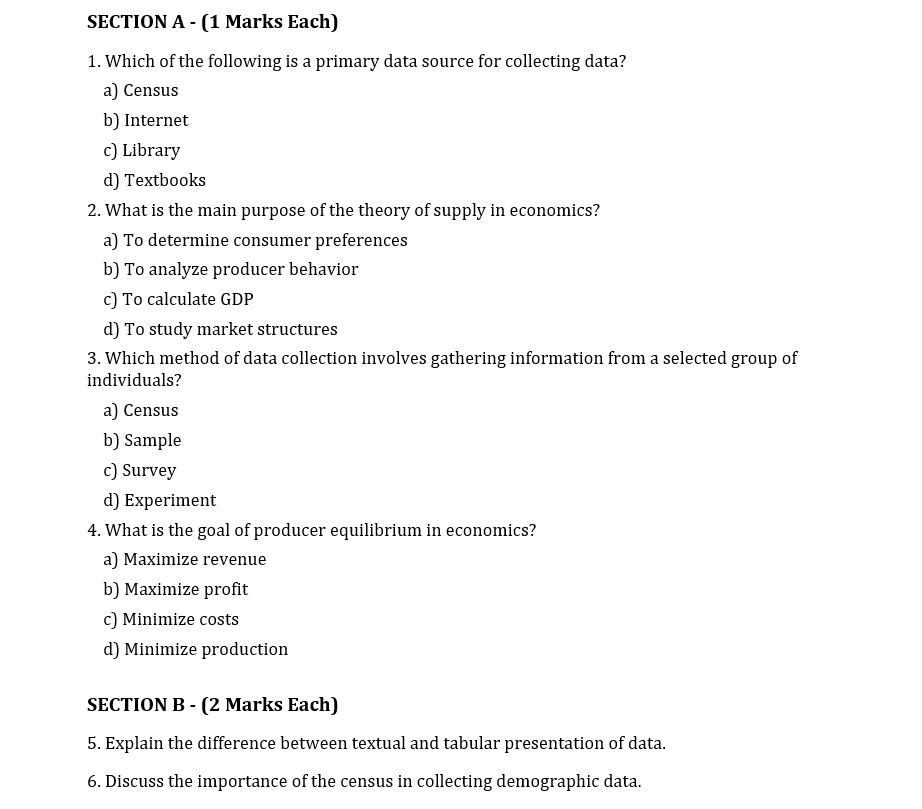 SECTION A - (1 Marks Each)
1. Which of the following is a primary data source for collecting data?
a) Census
b) Internet
c) Library
d) Textbooks
2. What is the main purpose of the theory of supply in economics?
a) To determine consumer preferences
b) To analyze producer behavior
c) To calculate GDP
d) To study market structures
3. Which method of data collection involves gathering information from a selected group of
individuals?
a) Census
b) Sample
c) Survey
d) Experiment
4. What is the goal of producer equilibrium in economics?
a) Maximize revenue
b) Maximize profit
c) Minimize costs
d) Minimize production
SECTION B - (2 Marks Each)
5. Explain the difference between textual and tabular presentation of data.
6. Discuss the importance of the census in collecting demographic data.